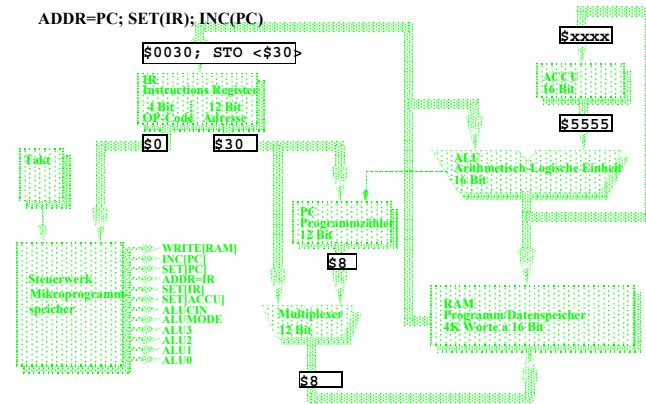 ADDR=PC; SET(IR); INC(PC)
$xxxx
$0030; STO <$30>
IR
Instructions Register
4 Bit 12 Bit
OP-Code Adresse
ACCU
16 Bit
$5555
$0
$30
Takt
ALU
Arithmetisch-Logische Einheit
16 Bit
PC
Programmzähler
12 Bit
$8
Steuerwerk
Mikroprogramm
speicher
WRITE[RAM]
INC[PC]
SET[PC]
ADDR=IR
SET[IR]
SET[ACCU]
ALUCIN
ALUMODE
ALU3
ALU2
ALU1
ALU0
Multiplexer
12 Bit
RAM
Programm/Datenspeicher
4K Worte a 16 Bit
$8